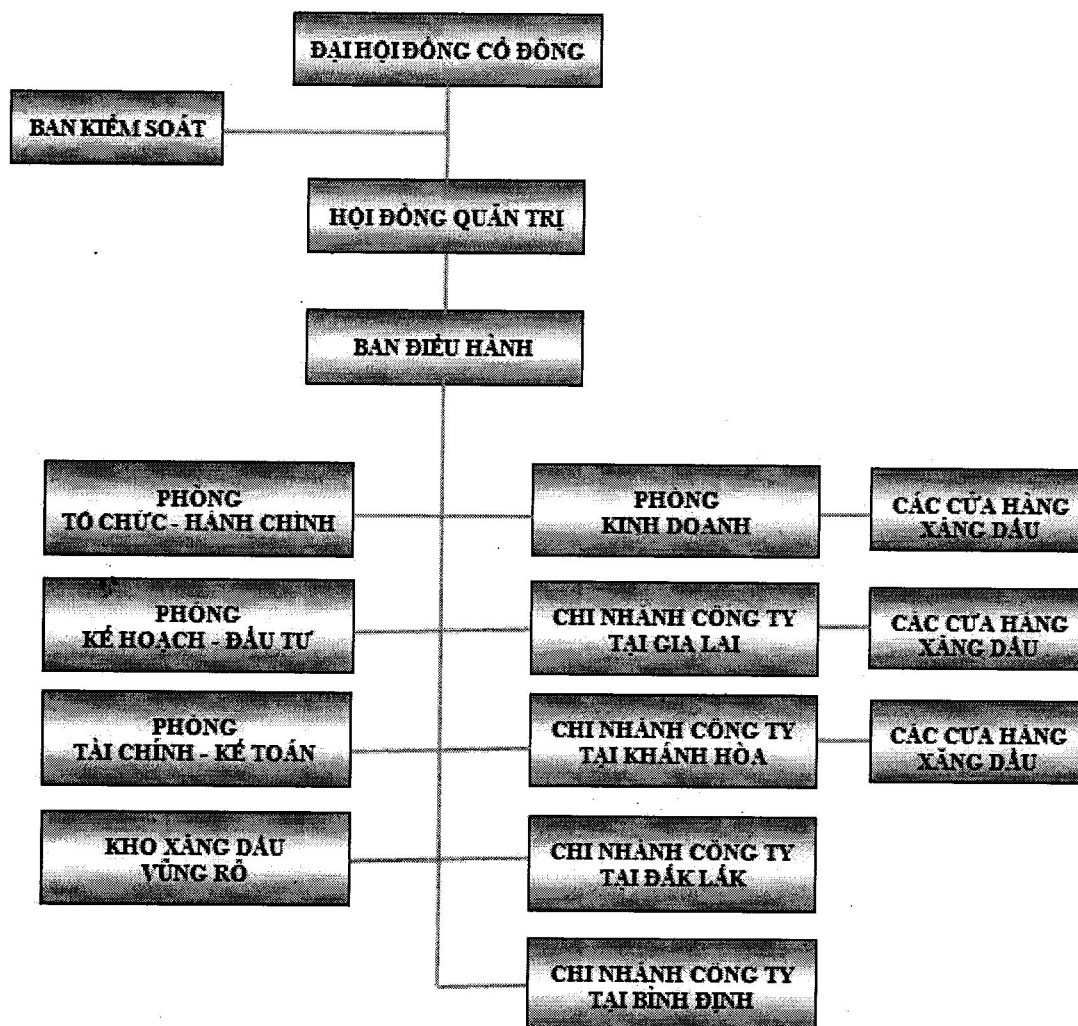 ĐẠI HỘI ĐỒNG CỔ ĐÔNG
BAN KIỂM SOÁT
HỘI ĐỒNG QUẢN TRỊ
BAN ĐIỀU HÀNH
PHÒNG
TỔ CHỨC - HÀNH CHÍNH
PHÒNG
KINH DOANH
CÁC CỬA HÀNG
XĂNG DẦU
PHÒNG
KẾ HOẠCH - ĐẦU TƯ
CHI NHÁNH CÔNG TY
TẠI GIA LAI
CÁC CỬA HÀNG
XĂNG DẦU
PHÒNG
TÀI CHÍNH - KẾ TOÁN
CHI NHÁNH CÔNG TY
TẠI KHÁNH HÒA
CÁC CỬA HÀNG
XĂNG DẦU
KHO XĂNG DẦU
VŨNG RÔ
CHI NHÁNH CÔNG TY
TẠI ĐẮK LẮK
CHI NHÁNH CÔNG TY
TẠI BÌNH ĐỊNH